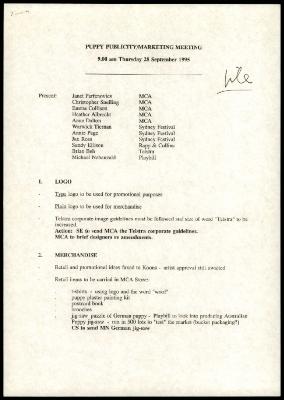 PUPPY PUBLICITY/MARKETING MEETING
9.00 am Thursday 28 September 1995
file
Present: Janet Parfenovics MCA
Christopher Snelling MCA
Emma Collison MCA
Heather Albrecht MCA
Anna Dalton MCA
Warwick Tiernan Sydney Festival
Annie Page Sydney Festival
Jan Ross Sydney Festival
Sandy Ellison Rapp & Collins
Brian Beh Telstra
Michael Playbill
1. LOGO
- Type logo to be used for promotional purposes
- Plain logo to be used for merchandise
- Telstra corporate image guidelines must be followed and size of word "Telstra" to be
increased.
Action: SE to send MCA the Telstra corporate guidelines.
MCA to brief designers re amendments.
2. MERCHANDISE
- Retail and promotional ideas faxed to Koons - artist approval still awaited
- Retail items to be carried in MCA Store:
t-shirts - using logo and the word "woof"
puppy plaster painting kit
postcard book
brooches
jig-saw puzzle of German puppy - Playbill to look into producing Australian
Puppy jig-saw - run in 500 lots to "test" the market (bucket packaging?)
CS to send MN German jig-saw